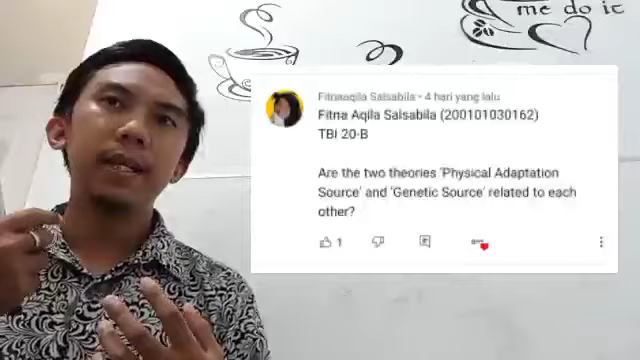 me do it
Fitnaaqila Salsabila • 4 hari yang lalu
Fitna Aqila Salsabila (200101030162)
TBI 20-B
Are the two theories 'Physical Adaptation
Source' and 'Genetic Source' related to each
other?
1